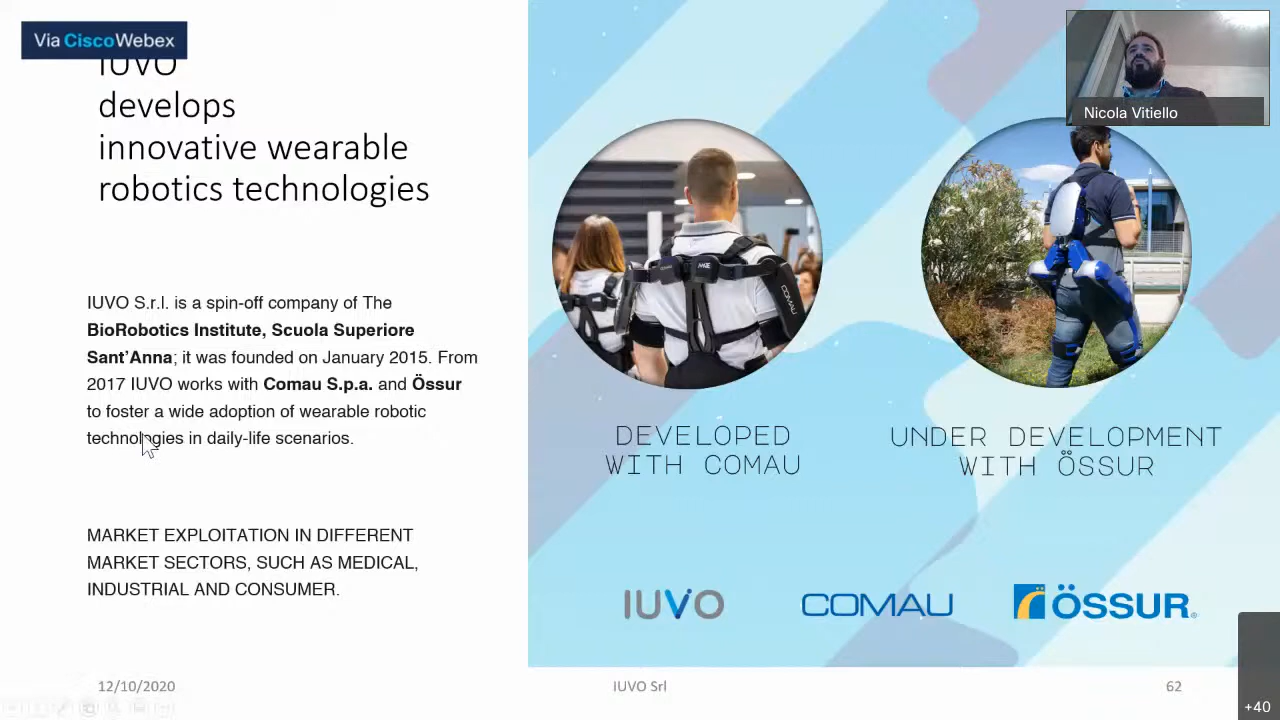 Via CiscoWebex
IUVO
develops
innovative wearable
robotics technologies
IUVO S.r.l. is a spin-off company of The
BioRobotics Institute, Scuola Superiore
Sant'Anna; it was founded on January 2015. From
2017 IUVO works with Comau S.p.a. and Össur
to foster a wide adoption of wearable robotic
technologies in daily-life scenarios.
MARKET EXPLOITATION IN DIFFERENT
MARKET SECTORS, SUCH AS MEDICAL,
INDUSTRIAL AND CONSUMER.
Nicola Vitiello
COMAU
MATE
COMAU
DEVELOPED
WITH COMAU
UNDER DEVELOPMENT
WITH ÖSSUR
IUVO
COMAU
ÖSSUR®
12/10/2020
IUVO Srl
62
+40